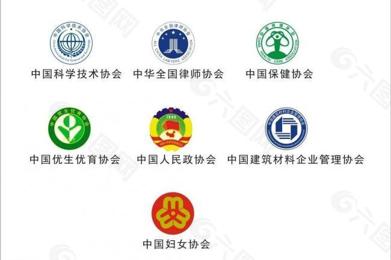 中国科学技术协会
中华全国律师协会
中国保健协会
中国优生优育协会
中国人民政协会
中国建筑材料企业管理协会
中国妇女协会